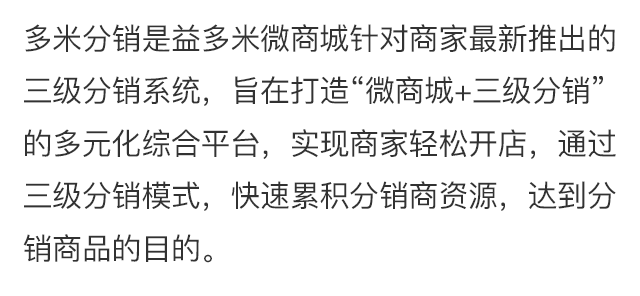 多米分销是益多米微商城针对商家最新推出的
三级分销系统，旨在打造“微商城+三级分销”
的多元化综合平台，实现商家轻松开店，通过
三级分销模式，快速累积分销商资源，达到分
销商品的目的。